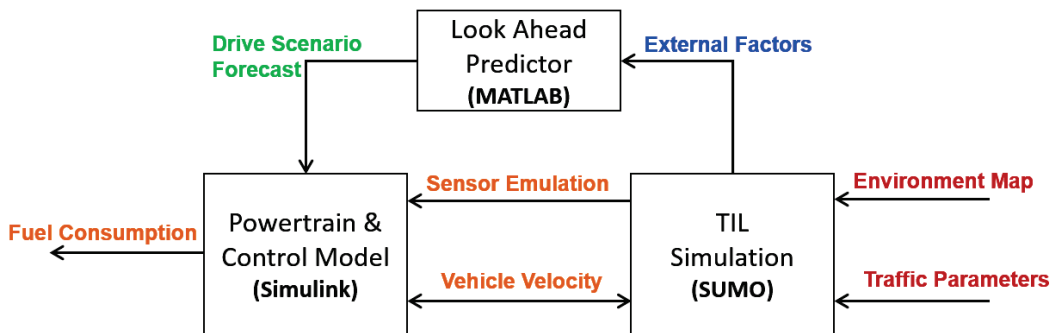 Drive Scenario
Forecast
Look Ahead
Predictor
(MATLAB)
External Factors
Sensor Emulation
Environment Map
Fuel Consumption
Powertrain &
Control Model
(Simulink)
Vehicle Velocity
TIL
Simulation
(SUMO)
Traffic Parameters